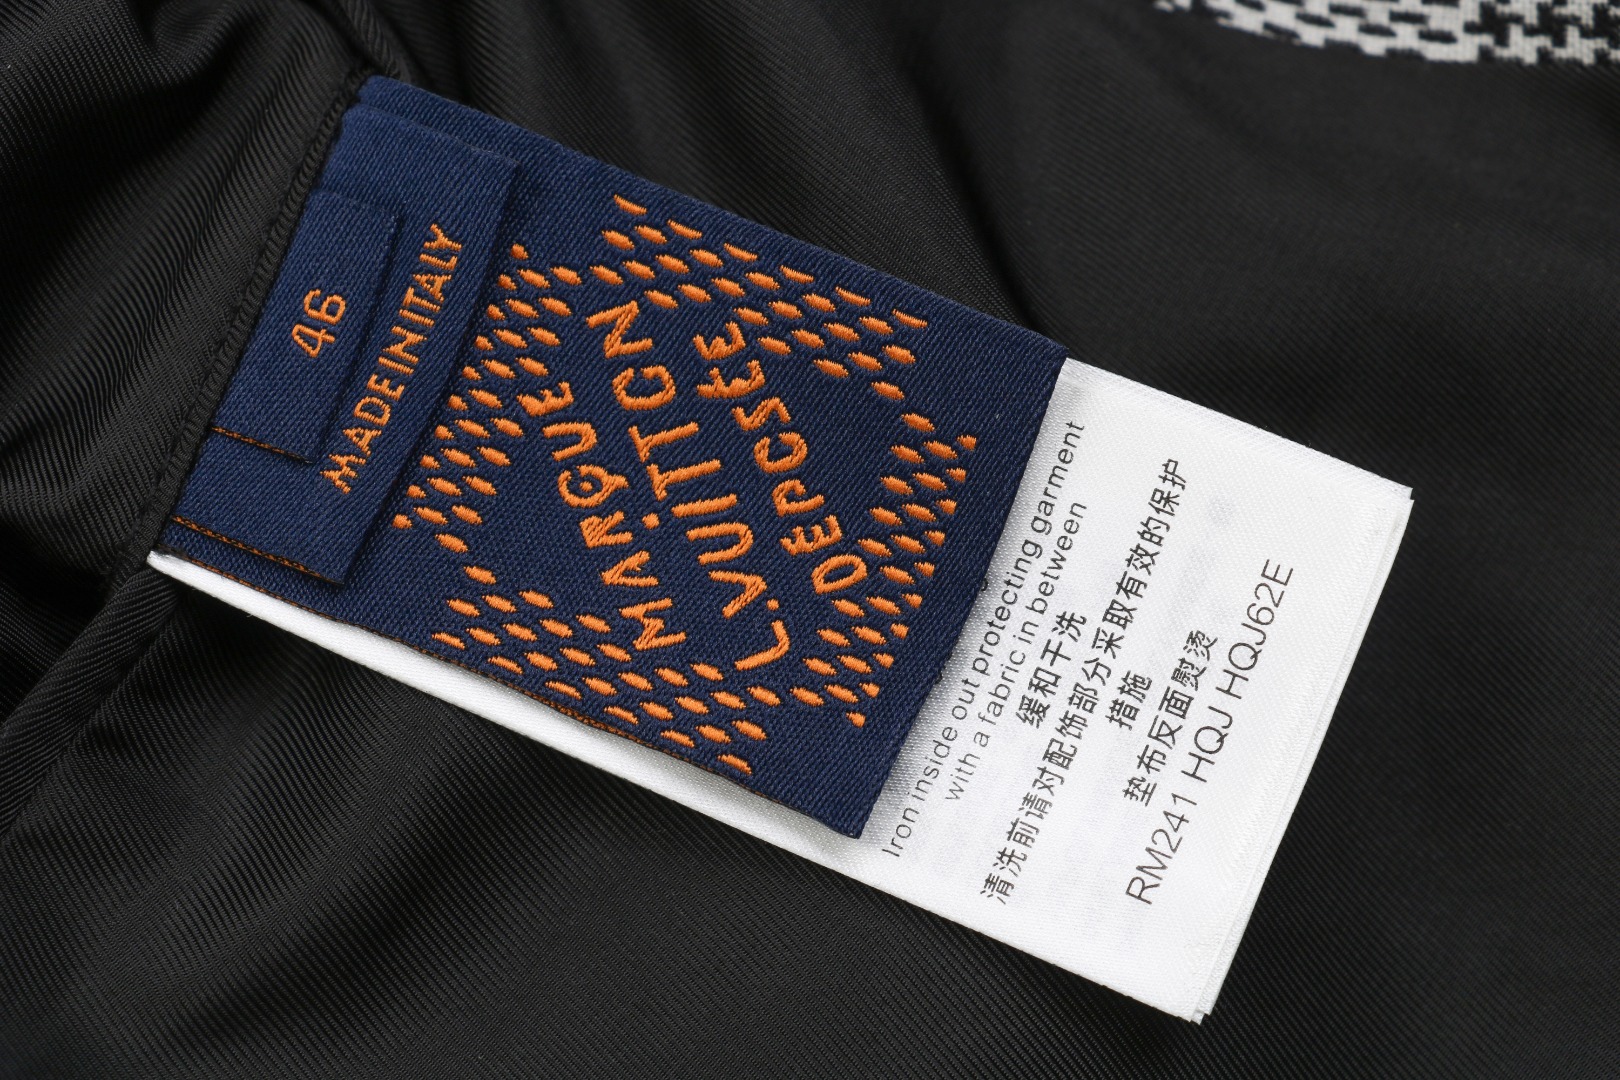 46
MADE IN ITALY
MARQUE
L.VUITTON
DÉPOSÉE
Iron inside out protecting garment
with a fabric in between
缓和干洗
清洗前请对配饰部分采取有效的保护
措施
垫布反面熨烫
RM241 HQJ HQJ62E